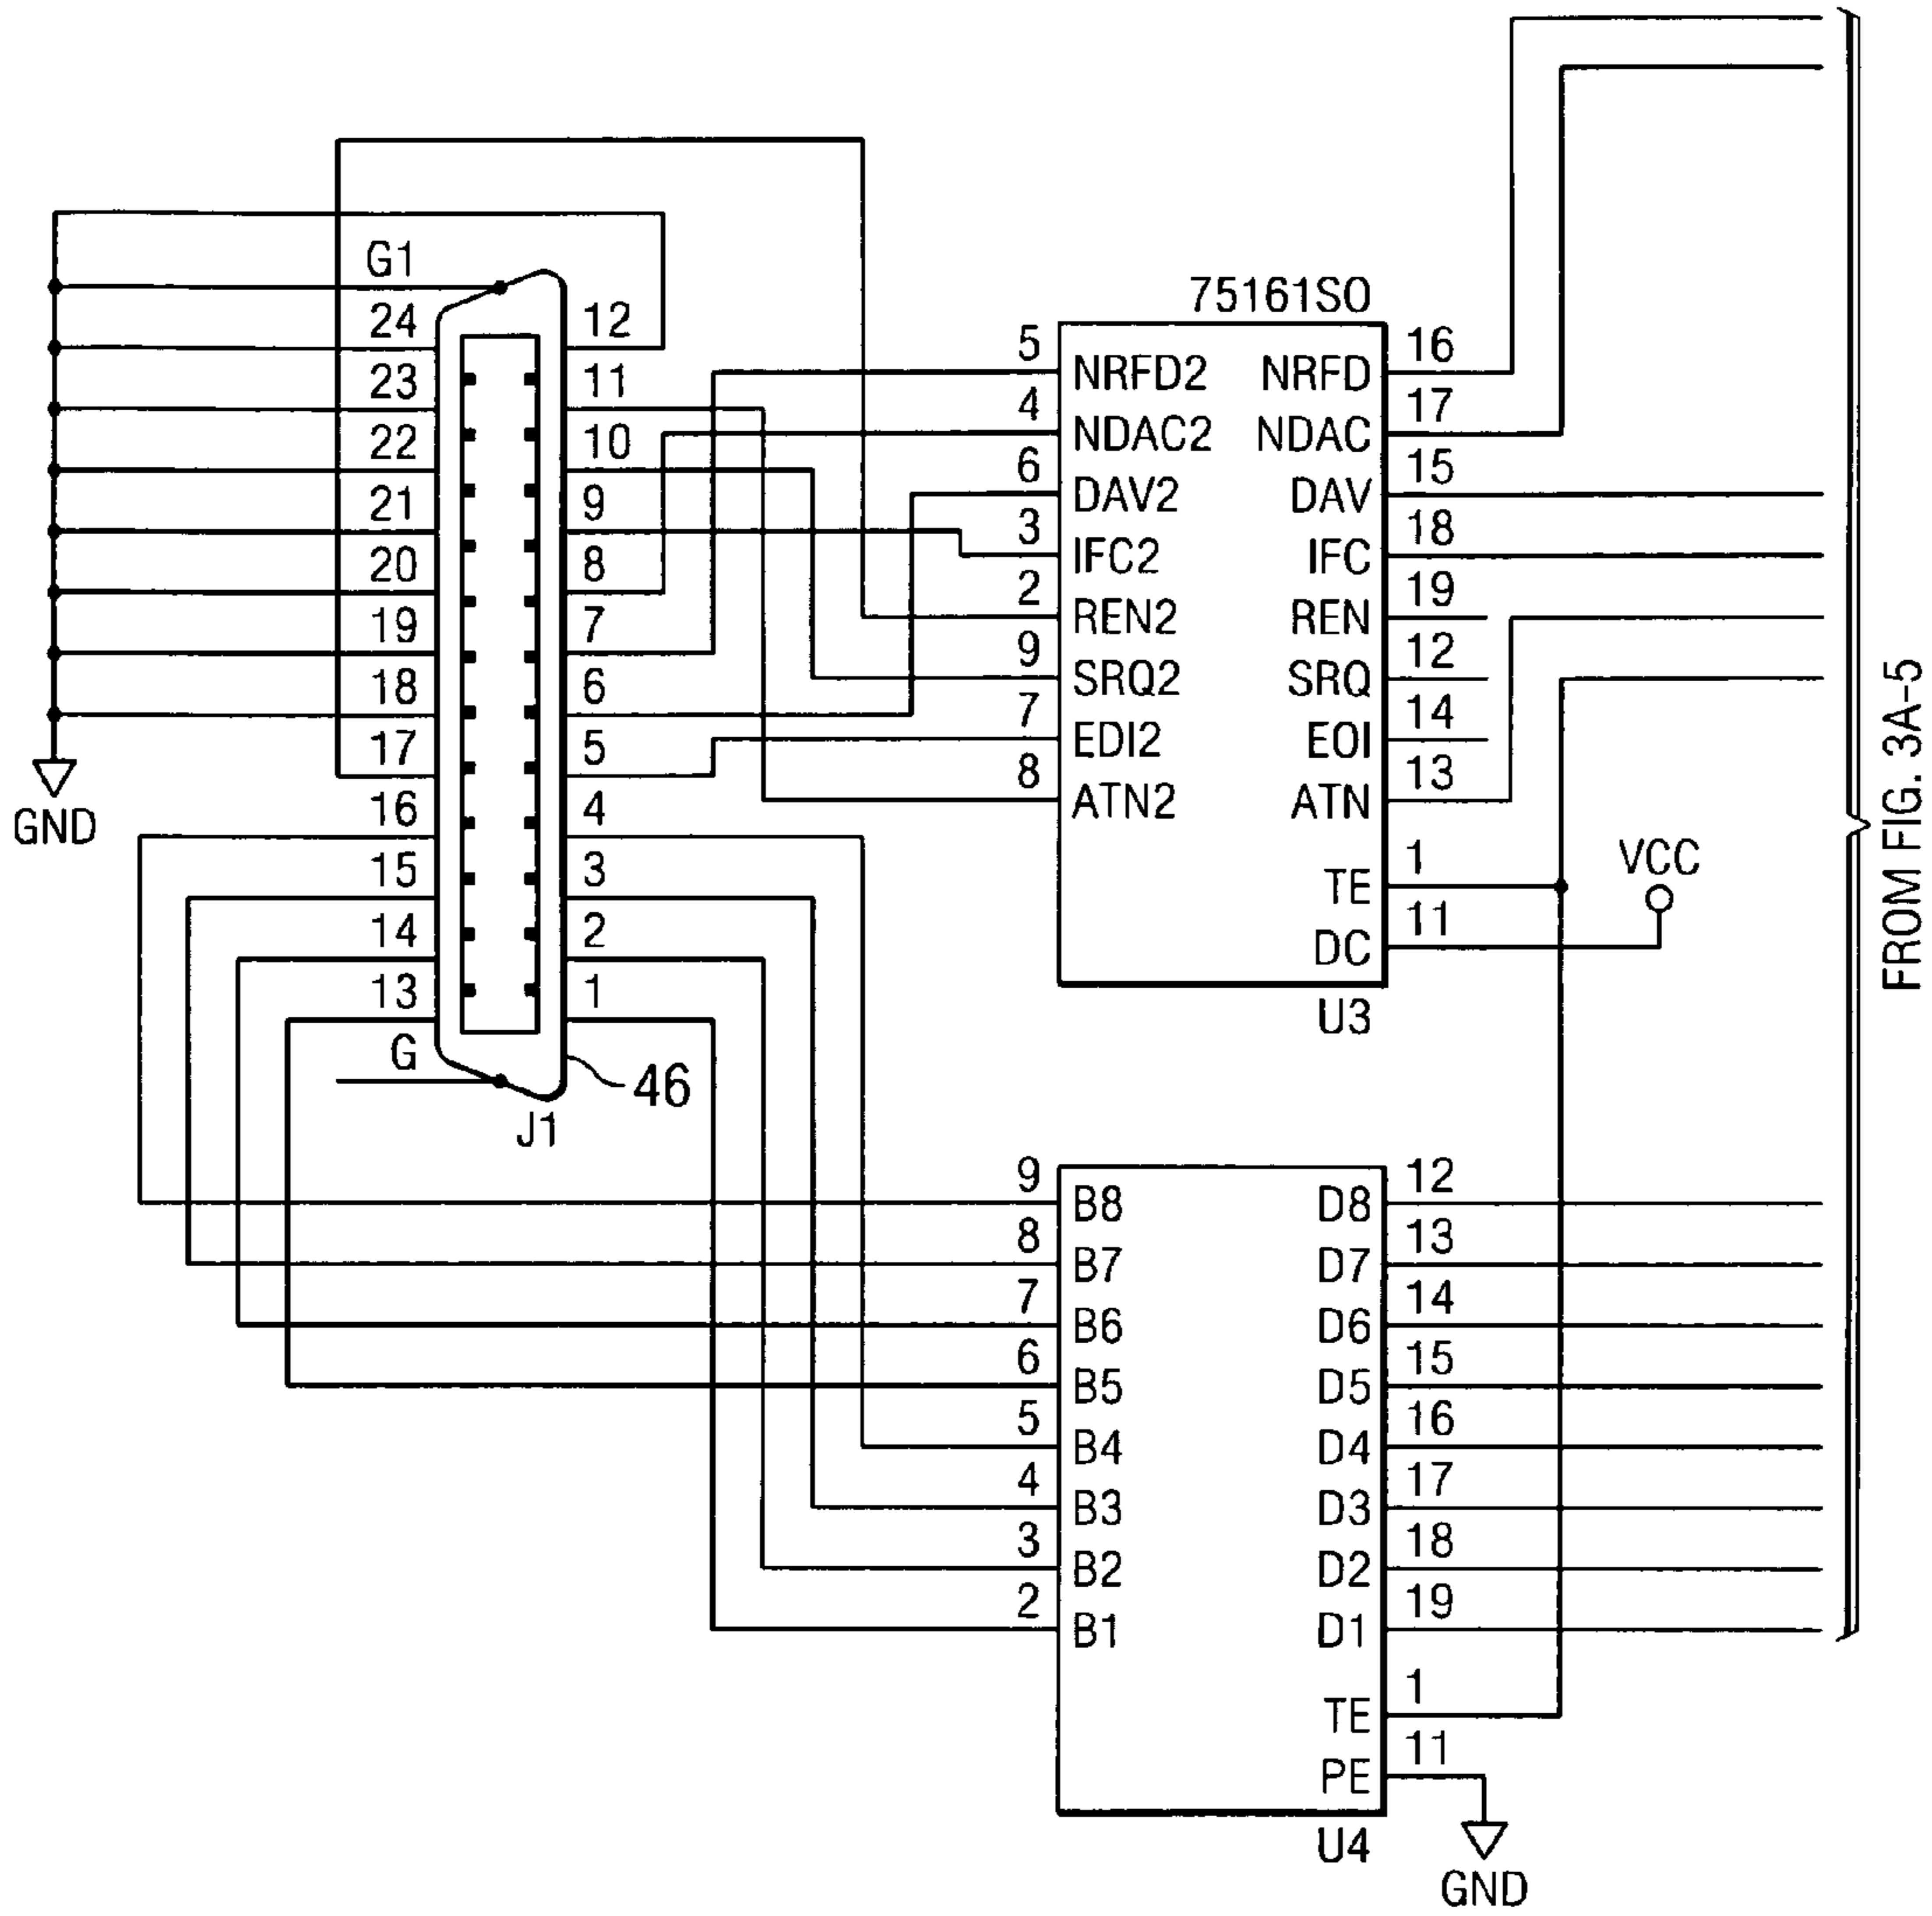 G1
24
23
22
21
20
19
18
17
16
15
14
13
G
GND
12
11
10
9
8
7
6
5
4
3
2
1
46
J1
75161SO
5 NRFD2 NRFD 16
4 NDAC2 NDAC 17
6 DAV2 DAV 15
3 IFC2 IFC 18
2 REN2 REN 19
9 SRQ2 SRQ 12
7 EDI2 EOI 14
8 ATN2 ATN 13
TE 1
DC 11
VCC
U3
9 B8 D8 12
8 B7 D7 13
7 B6 D6 14
6 B5 D5 15
5 B4 D4 16
4 B3 D3 17
3 B2 D2 18
2 B1 D1 19
TE 1
PE 11
U4
GND
FROM FIG. 3A-5